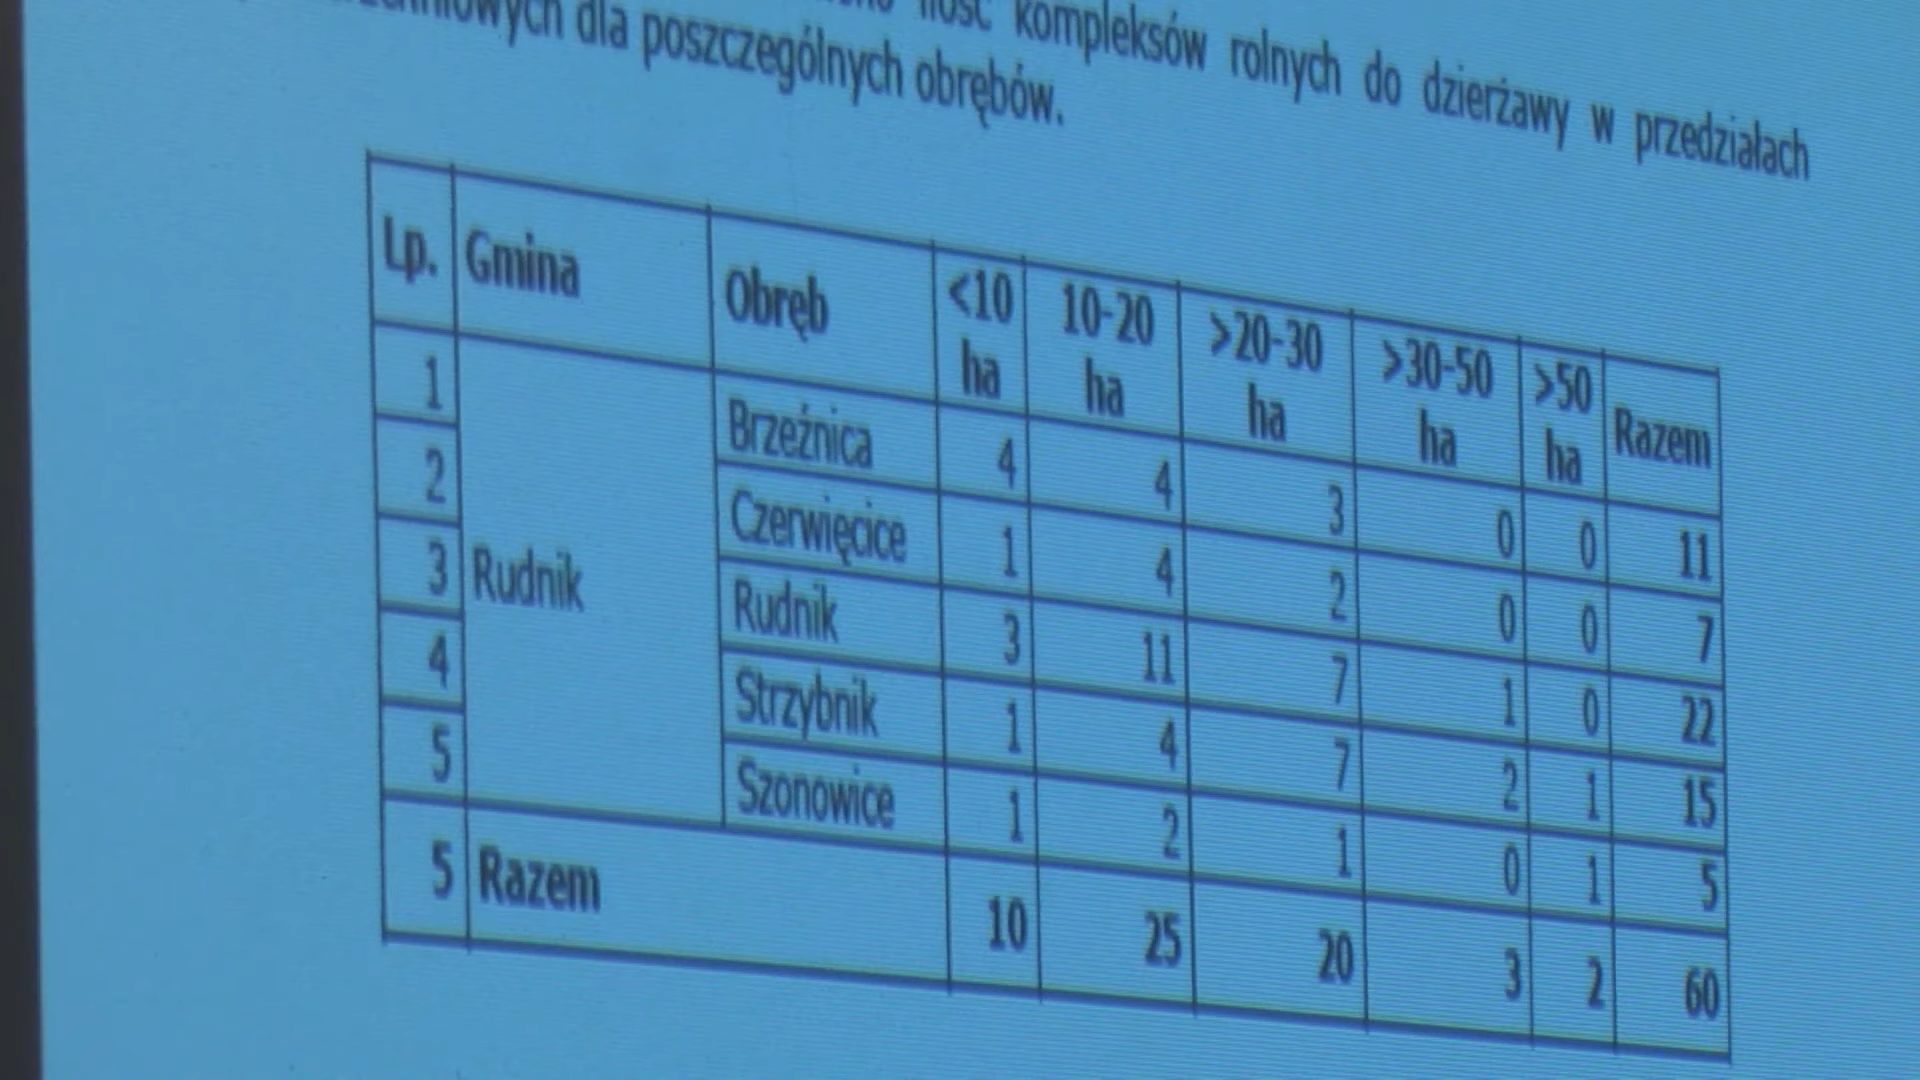 ilość kompleksów rolnych do dzierżawy w przedziałach
dla poszczególnych obrębów.
Lp. Gmina Obręb <10 ha 10-20 ha >20-30 ha >30-50 ha >50 ha Razem
1 Rudnik Brzeźnica 4 4 3 0 0 11
2 Czerwięcice 1 4 2 0 0 7
3 Rudnik 3 11 7 1 0 22
4 Strzybnik 1 4 7 2 1 15
5 Szonowice 1 2 1 0 1 5
5 Razem 10 25 20 3 2 60